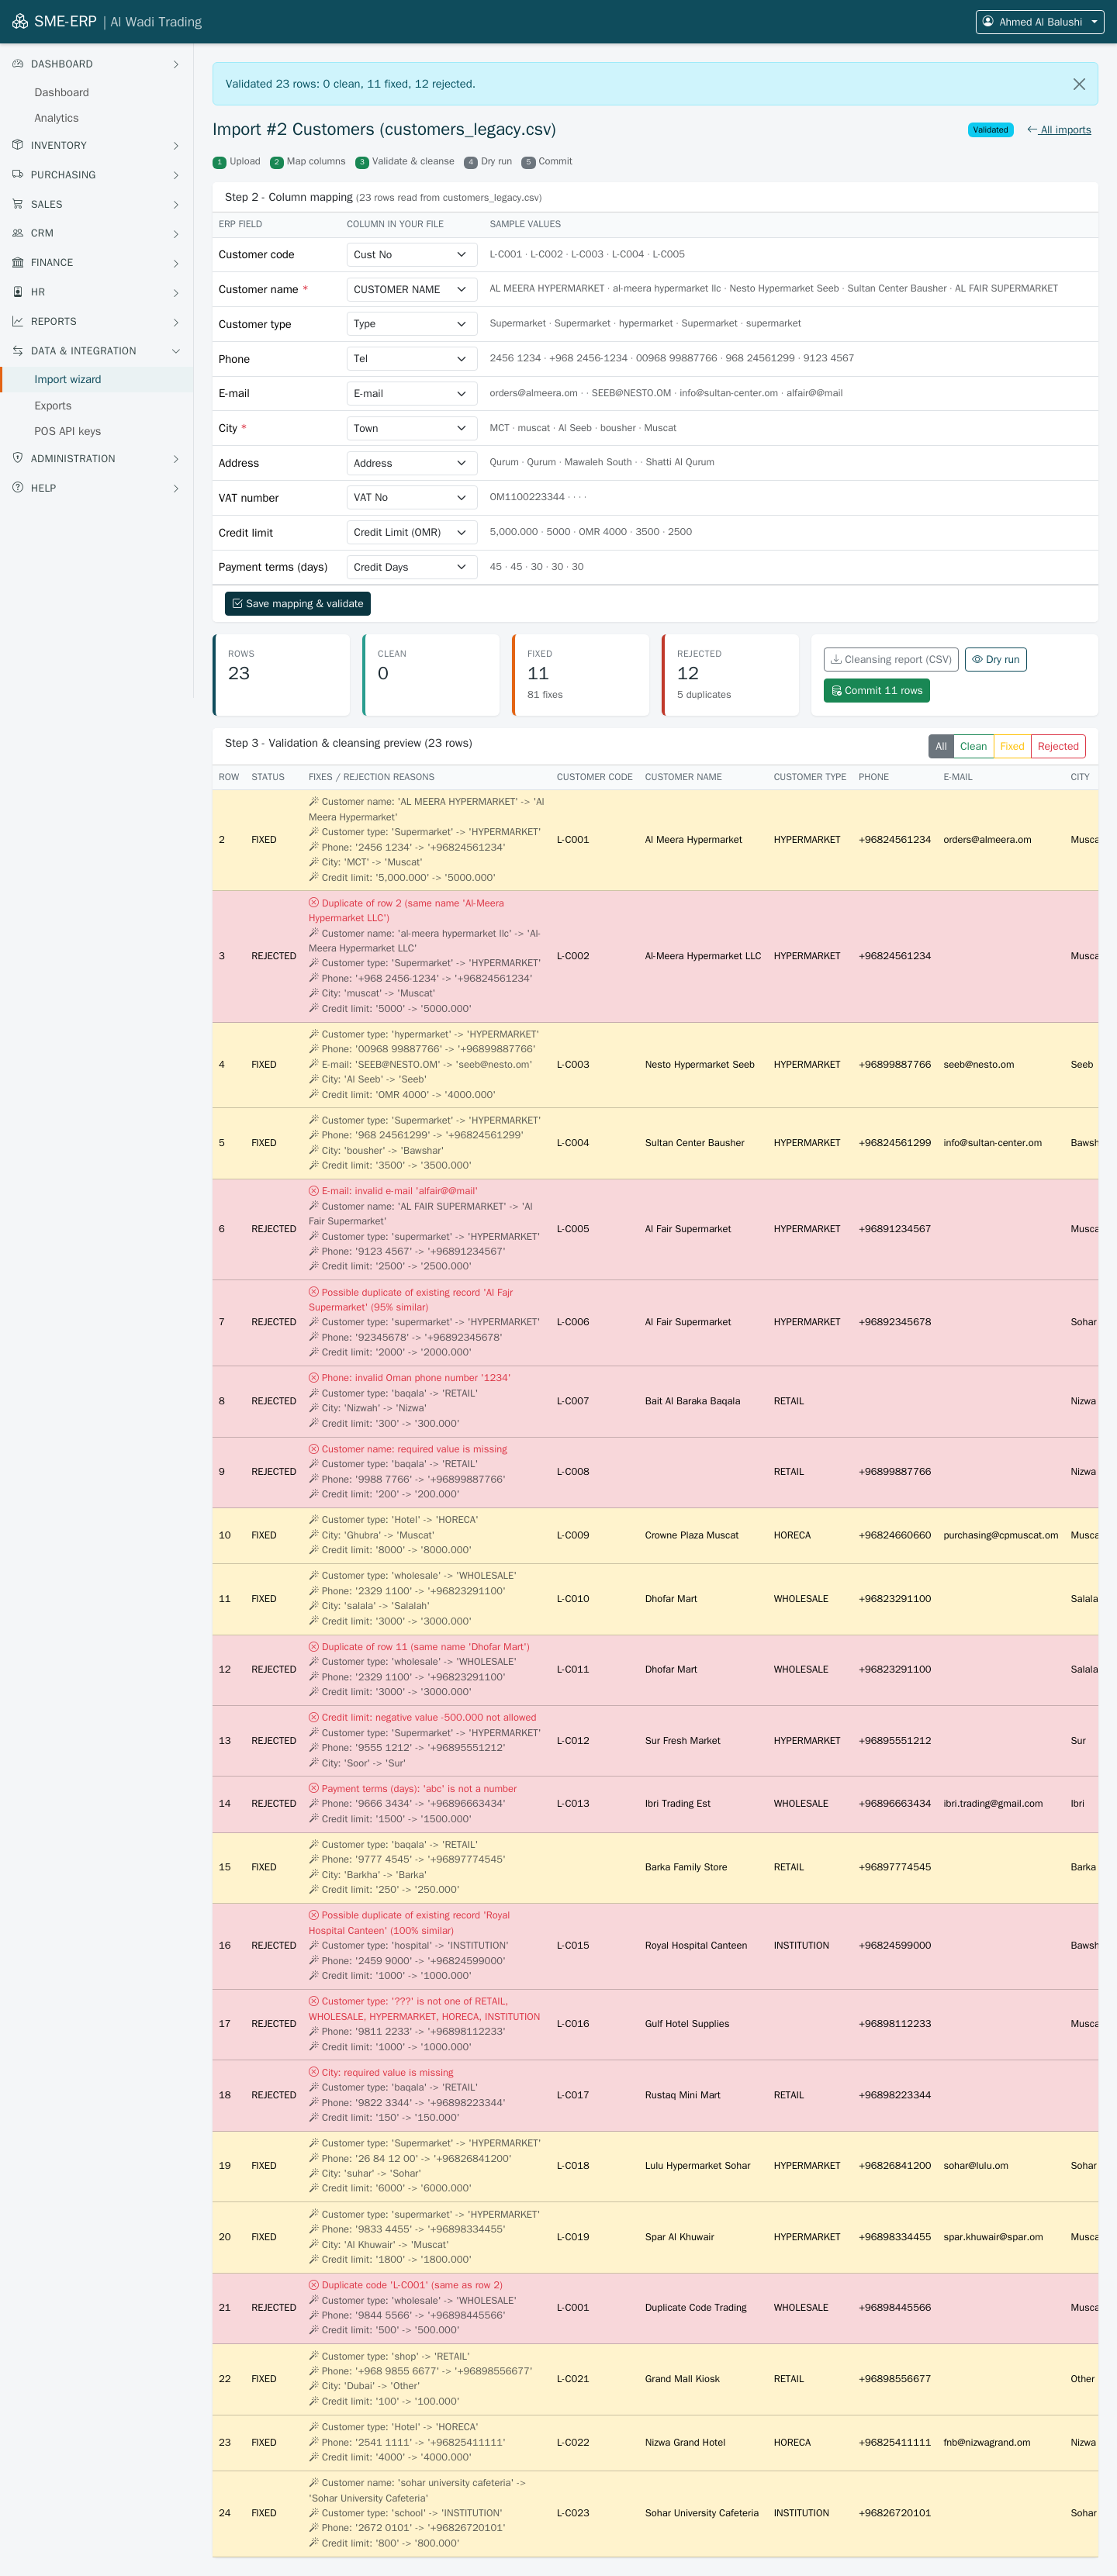 SME-ERP | Al Wadi Trading
Ahmed Al Balushi
DASHBOARD
Dashboard
Analytics
INVENTORY
PURCHASING
SALES
CRM
FINANCE
HR
REPORTS
DATA & INTEGRATION
Import wizard
Exports
POS API keys
ADMINISTRATION
HELP
Validated 23 rows: 0 clean, 11 fixed, 12 rejected.
Import #2 Customers (customers_legacy.csv)
Validated
All imports
1 Upload 2 Map columns 3 Validate & cleanse 4 Dry run 5 Commit
Step 2 - Column mapping (23 rows read from customers_legacy.csv)
ERP FIELD COLUMN IN YOUR FILE SAMPLE VALUES
Customer code Cust No L-C001 · L-C002 · L-C003 · L-C004 · L-C005
Customer name * CUSTOMER NAME AL MEERA HYPERMARKET · al-meera hypermarket llc · Nesto Hypermarket Seeb · Sultan Center Bausher · AL FAIR SUPERMARKET
Customer type Type Supermarket · Supermarket · hypermarket · Supermarket · supermarket
Phone Tel 2456 1234 · +968 2456-1234 · 00968 99887766 · 968 24561299 · 9123 4567
E-mail E-mail orders@almeera.om · · SEEB@NESTO.OM · info@sultan-center.om · alfair@@mail
City * Town MCT · muscat · Al Seeb · bousher · Muscat
Address Address Qurum · Qurum · Mawaleh South · · Shatti Al Qurum
VAT number VAT No OM1100223344 · · · ·
Credit limit Credit Limit (OMR) 5,000.000 · 5000 · OMR 4000 · 3500 · 2500
Payment terms (days) Credit Days 45 · 45 · 30 · 30 · 30
Save mapping & validate
ROWS
23
CLEAN
0
FIXED
11
81 fixes
REJECTED
12
5 duplicates
Cleansing report (CSV) Dry run
Commit 11 rows
Step 3 - Validation & cleansing preview (23 rows)
All Clean Fixed Rejected
ROW STATUS FIXES / REJECTION REASONS CUSTOMER CODE CUSTOMER NAME CUSTOMER TYPE PHONE E-MAIL CITY
Customer name: 'AL MEERA HYPERMARKET' -> 'Al
Meera Hypermarket'
Customer type: 'Supermarket' -> 'HYPERMARKET'
2 FIXED Phone: '2456 1234' -> '+96824561234' L-C001 Al Meera Hypermarket HYPERMARKET +96824561234 orders@almeera.om Musca
City: 'MCT' -> 'Muscat'
Credit limit: '5,000.000' -> '5000.000'
Duplicate of row 2 (same name 'Al-Meera
Hypermarket LLC')
Customer name: 'al-meera hypermarket llc' -> 'Al-
Meera Hypermarket LLC'
3 REJECTED Customer type: 'Supermarket' -> 'HYPERMARKET' L-C002 Al-Meera Hypermarket LLC HYPERMARKET +96824561234 Musca
Phone: '+968 2456-1234' -> '+96824561234'
City: 'muscat' -> 'Muscat'
Credit limit: '5000' -> '5000.000'
Customer type: 'hypermarket' -> 'HYPERMARKET'
Phone: '00968 99887766' -> '+96899887766'
4 FIXED E-mail: 'SEEB@NESTO.OM' -> 'seeb@nesto.om' L-C003 Nesto Hypermarket Seeb HYPERMARKET +96899887766 seeb@nesto.om Seeb
City: 'Al Seeb' -> 'Seeb'
Credit limit: 'OMR 4000' -> '4000.000'
Customer type: 'Supermarket' -> 'HYPERMARKET'
Phone: '968 24561299' -> '+96824561299'
5 FIXED City: 'bousher' -> 'Bawshar' L-C004 Sultan Center Bausher HYPERMARKET +96824561299 info@sultan-center.om Bawsh
Credit limit: '3500' -> '3500.000'
E-mail: invalid e-mail 'alfair@@mail'
Customer name: 'AL FAIR SUPERMARKET' -> 'Al
Fair Supermarket'
6 REJECTED Customer type: 'supermarket' -> 'HYPERMARKET' L-C005 Al Fair Supermarket HYPERMARKET +96891234567 Musca
Phone: '9123 4567' -> '+96891234567'
Credit limit: '2500' -> '2500.000'
Possible duplicate of existing record 'Al Fajr
Supermarket' (95% similar)
7 REJECTED Customer type: 'supermarket' -> 'HYPERMARKET' L-C006 Al Fair Supermarket HYPERMARKET +96892345678 Sohar
Phone: '92345678' -> '+96892345678'
Credit limit: '2000' -> '2000.000'
Phone: invalid Oman phone number '1234'
Customer type: 'baqala' -> 'RETAIL'
8 REJECTED City: 'Nizwah' -> 'Nizwa' L-C007 Bait Al Baraka Baqala RETAIL Nizwa
Credit limit: '300' -> '300.000'
Customer name: required value is missing
Customer type: 'baqala' -> 'RETAIL'
9 REJECTED Phone: '9988 7766' -> '+96899887766' L-C008 RETAIL +96899887766 Nizwa
Credit limit: '200' -> '200.000'
Customer type: 'Hotel' -> 'HORECA'
10 FIXED City: 'Ghubra' -> 'Muscat' L-C009 Crowne Plaza Muscat HORECA +96824660660 purchasing@cpmuscat.om Musca
Credit limit: '8000' -> '8000.000'
Customer type: 'wholesale' -> 'WHOLESALE'
Phone: '2329 1100' -> '+96823291100'
11 FIXED City: 'salala' -> 'Salalah' L-C010 Dhofar Mart WHOLESALE +96823291100 Salala
Credit limit: '3000' -> '3000.000'
Duplicate of row 11 (same name 'Dhofar Mart')
Customer type: 'wholesale' -> 'WHOLESALE'
12 REJECTED Phone: '2329 1100' -> '+96823291100' L-C011 Dhofar Mart WHOLESALE +96823291100 Salala
Credit limit: '3000' -> '3000.000'
Credit limit: negative value -500.000 not allowed
Customer type: 'Supermarket' -> 'HYPERMARKET'
13 REJECTED Phone: '9555 1212' -> '+96895551212' L-C012 Sur Fresh Market HYPERMARKET +96895551212 Sur
City: 'Soor' -> 'Sur'
Payment terms (days): 'abc' is not a number
14 REJECTED Phone: '9666 3434' -> '+96896663434' L-C013 Ibri Trading Est WHOLESALE +96896663434 ibri.trading@gmail.com Ibri
Credit limit: '1500' -> '1500.000'
Customer type: 'baqala' -> 'RETAIL'
Phone: '9777 4545' -> '+96897774545'
15 FIXED City: 'Barkha' -> 'Barka' Barka Family Store RETAIL +96897774545 Barka
Credit limit: '250' -> '250.000'
Possible duplicate of existing record 'Royal
Hospital Canteen' (100% similar)
16 REJECTED Customer type: 'hospital' -> 'INSTITUTION' L-C015 Royal Hospital Canteen INSTITUTION +96824599000 Bawsh
Phone: '2459 9000' -> '+96824599000'
Credit limit: '1000' -> '1000.000'
Customer type: '???' is not one of RETAIL,
WHOLESALE, HYPERMARKET, HORECA, INSTITUTION
17 REJECTED Phone: '9811 2233' -> '+96898112233' L-C016 Gulf Hotel Supplies +96898112233 Musca
Credit limit: '1000' -> '1000.000'
City: required value is missing
Customer type: 'baqala' -> 'RETAIL'
18 REJECTED Phone: '9822 3344' -> '+96898223344' L-C017 Rustaq Mini Mart RETAIL +96898223344
Credit limit: '150' -> '150.000'
Customer type: 'Supermarket' -> 'HYPERMARKET'
Phone: '26 84 12 00' -> '+96826841200'
19 FIXED City: 'suhar' -> 'Sohar' L-C018 Lulu Hypermarket Sohar HYPERMARKET +96826841200 sohar@lulu.om Sohar
Credit limit: '6000' -> '6000.000'
Customer type: 'supermarket' -> 'HYPERMARKET'
Phone: '9833 4455' -> '+96898334455'
20 FIXED City: 'Al Khuwair' -> 'Muscat' L-C019 Spar Al Khuwair HYPERMARKET +96898334455 spar.khuwair@spar.om Musca
Credit limit: '1800' -> '1800.000'
Duplicate code 'L-C001' (same as row 2)
Customer type: 'wholesale' -> 'WHOLESALE'
21 REJECTED Phone: '9844 5566' -> '+96898445566' L-C001 Duplicate Code Trading WHOLESALE +96898445566 Musca
Credit limit: '500' -> '500.000'
Customer type: 'shop' -> 'RETAIL'
Phone: '+968 9855 6677' -> '+96898556677'
22 FIXED City: 'Dubai' -> 'Other' L-C021 Grand Mall Kiosk RETAIL +96898556677 Other
Credit limit: '100' -> '100.000'
Customer type: 'Hotel' -> 'HORECA'
23 FIXED Phone: '2541 1111' -> '+96825411111' L-C022 Nizwa Grand Hotel HORECA +96825411111 fnb@nizwagrand.om Nizwa
Credit limit: '4000' -> '4000.000'
Customer name: 'sohar university cafeteria' ->
'Sohar University Cafeteria'
24 FIXED Customer type: 'school' -> 'INSTITUTION' L-C023 Sohar University Cafeteria INSTITUTION +96826720101 Sohar
Phone: '2672 0101' -> '+96826720101'
Credit limit: '800' -> '800.000'